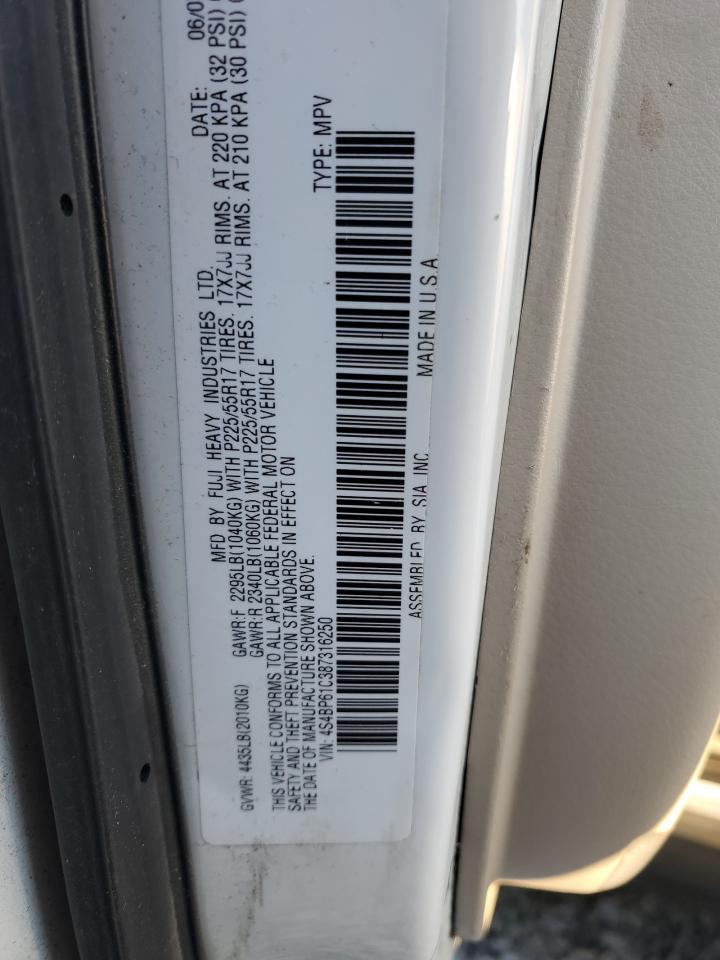 MFD BY FUJI HEAVY INDUSTRIES LTD. DATE: 06/0
GVWR: 4435LB(2010KG) GAWR:F 2295LB(1040KG) WITH P225/55R17 TIRES. 17X7JJ RIMS. AT 220 KPA (32 PSI)
GAWR:R 2340LB(1060KG) WITH P225/55R17 TIRES. 17X7JJ RIMS. AT 210 KPA (30 PSI)
THIS VEHICLE CONFORMS TO ALL APPLICABLE FEDERAL MOTOR VEHICLE
SAFETY AND THEFT PREVENTION STANDARDS IN EFFECT ON
THE DATE OF MANUFACTURE SHOWN ABOVE.
VIN: 4S4BP61C387316250 TYPE: MPV
ASSEMBLED BY SIA, INC. MADE IN U.S.A